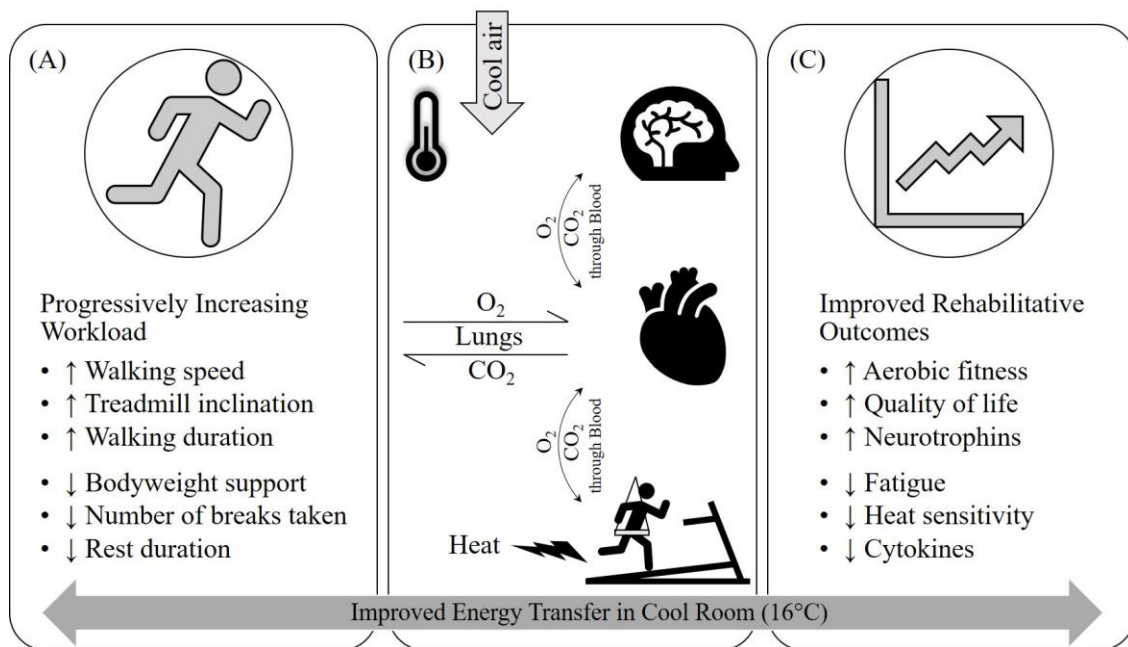 (A)
Progressively Increasing
Workload
• ↑ Walking speed
• ↑ Treadmill inclination
• ↑ Walking duration
• ↓ Bodyweight support
• ↓ Number of breaks taken
• ↓ Rest duration
(B)
Cool air
O₂
CO₂
through Blood
O₂
Lungs
CO₂
O₂
CO₂
through Blood
Heat
(C)
Improved Rehabilitative
Outcomes
• ↑ Aerobic fitness
• ↑ Quality of life
• ↑ Neurotrophins
• ↓ Fatigue
• ↓ Heat sensitivity
• ↓ Cytokines
Improved Energy Transfer in Cool Room (16°C)